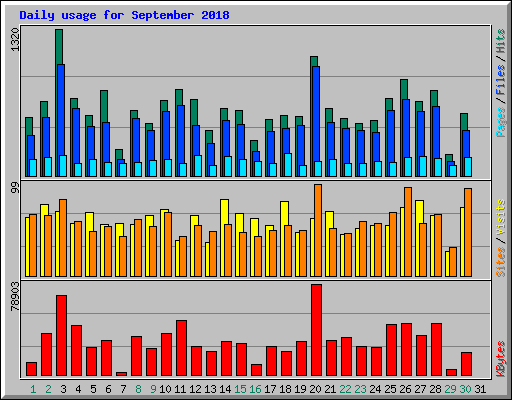 Daily usage for September 2018
1320
Pages / Files / Hits
99
Sites / Visits
78903
KBytes
1 2 3 4 5 6 7 8 9 10 11 12 13 14 15 16 17 18 19 20 21 22 23 24 25 26 27 28 29 30 31